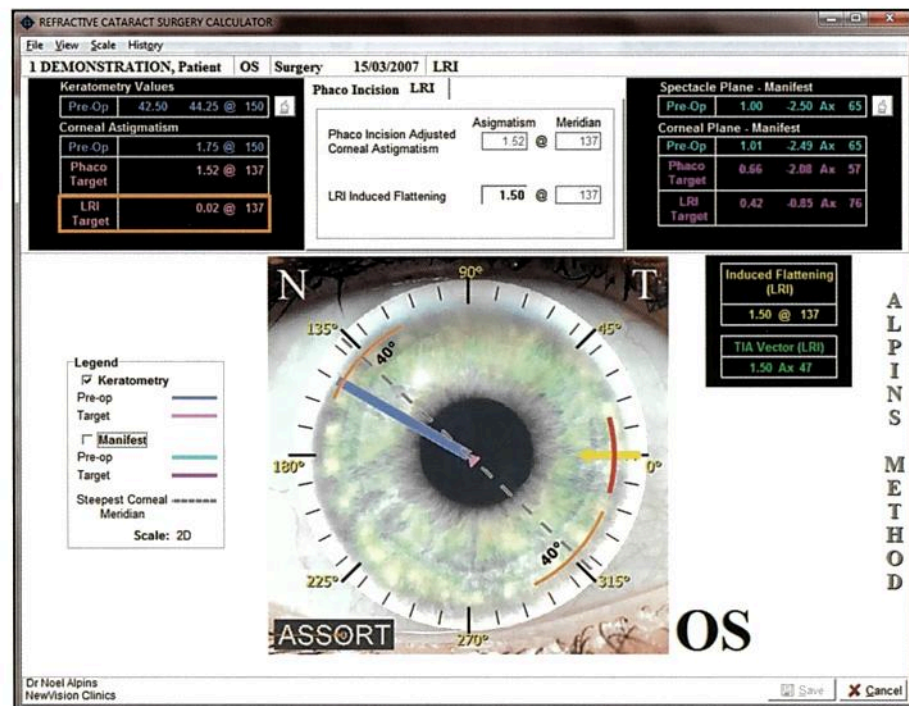 REFRACTIVE CATARACT SURGERY CALCULATOR
File View Scale History
1 DEMONSTRATION, Patient OS Surgery 15/03/2007 LRI
Keratometry Values
Pre-Op 42.50 44.25 @ 150
Corneal Astigmatism
Pre-Op 1.75 @ 150
Phaco Target 1.52 @ 137
LRI Target 0.02 @ 137
Phaco Incision LRI
Asigmatism Meridian
Phaco Incision Adjusted
Corneal Astigmatism 1.52 @ 137
LRI Induced Flattening 1.50 @ 137
Spectacle Plane - Manifest
Pre-Op 1.00 -2.50 Ax 65
Corneal Plane - Manifest
Pre-Op 1.01 -2.49 Ax 65
Phaco Target 0.66 -2.08 Ax 57
LRI Target 0.42 -0.85 Ax 76
Legend
Keratometry
Pre-op
Target
Manifest
Pre-op
Target
Steepest Corneal
Meridian
Scale: 2D
N T
90°
135° 45°
40°
180° 0°
40°
225° 315°
270°
ASSORT
OS
Induced Flattening
(LRI)
1.50 @ 137
TIA Vector (LRI)
1.50 Ax 47
ALPINS METHOD
Dr Noel Alpins
NewVision Clinics
Save Cancel